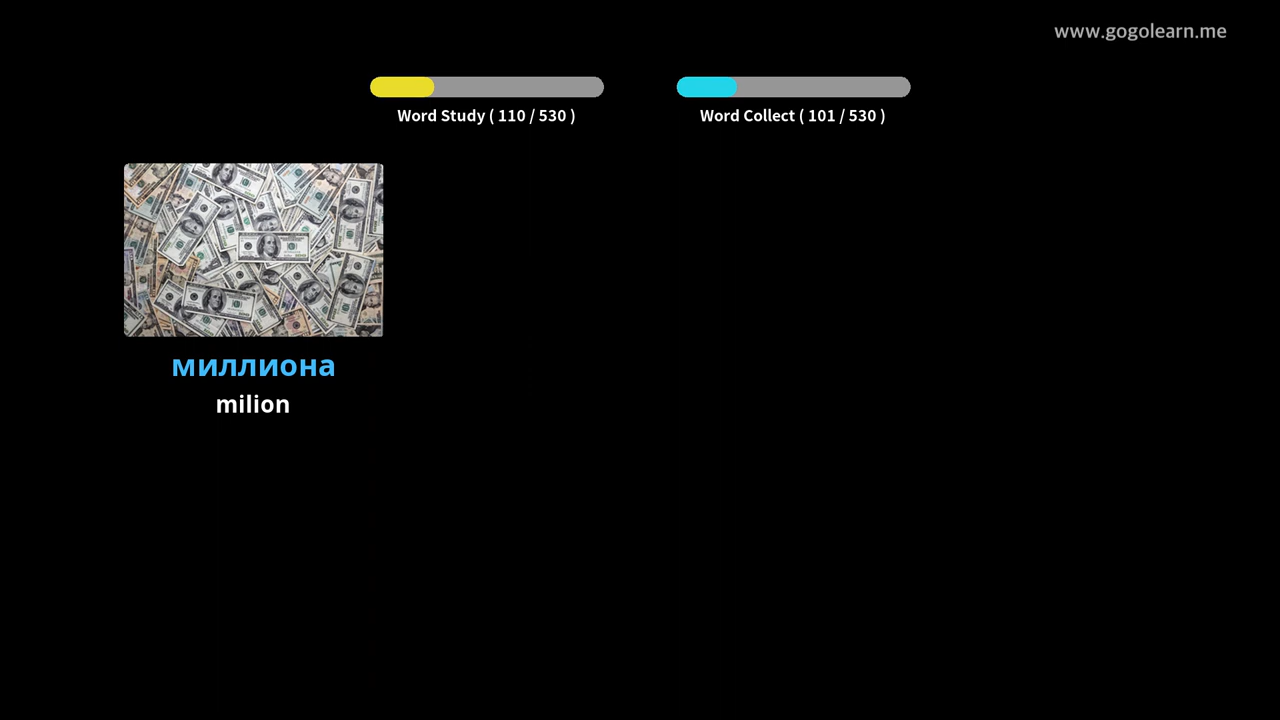 www.gogolearn.me
Word Study ( 110 / 530 )
Word Collect ( 101 / 530 )
миллиона
milion